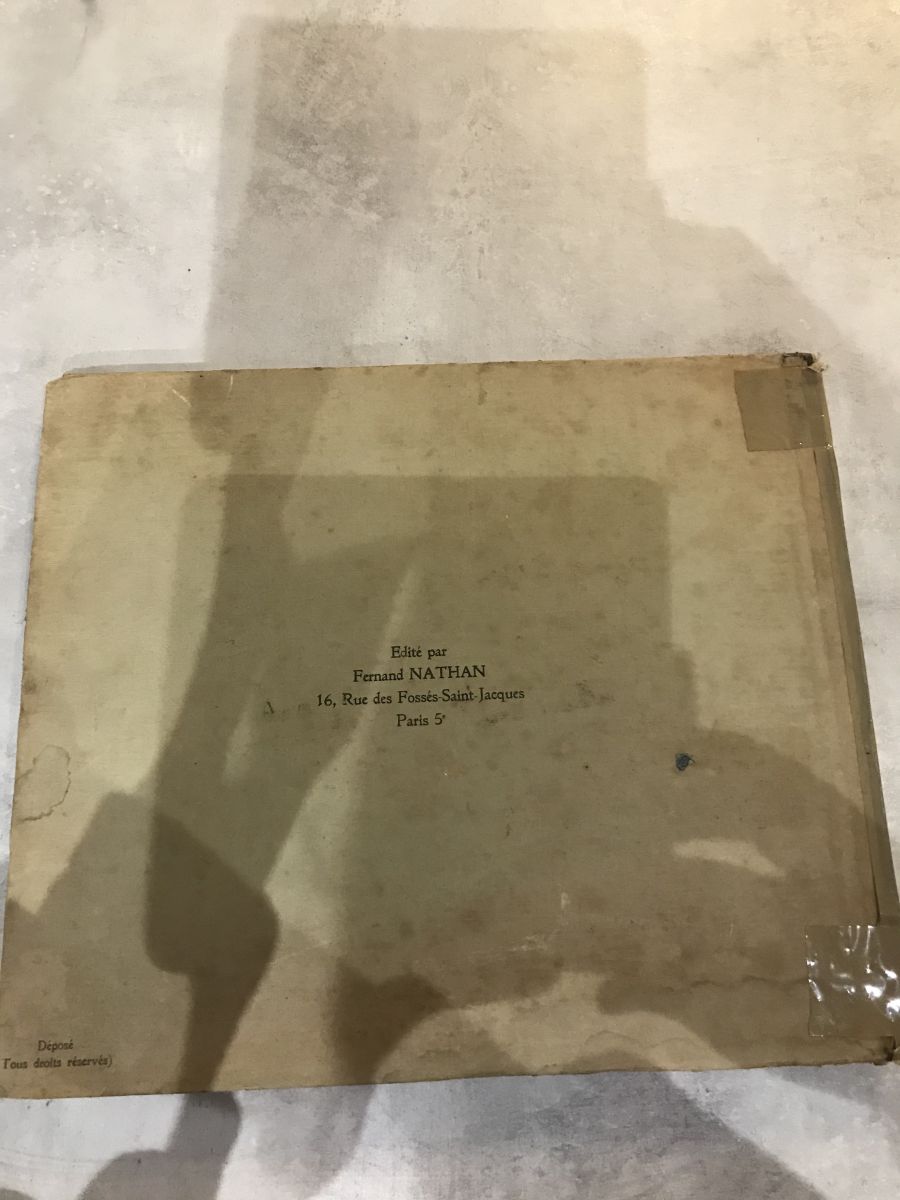 Edité par
Fernand NATHAN
16, Rue des Fossés-Saint-Jacques
Paris 5ᵉ
Déposé
Tous droits réservés)